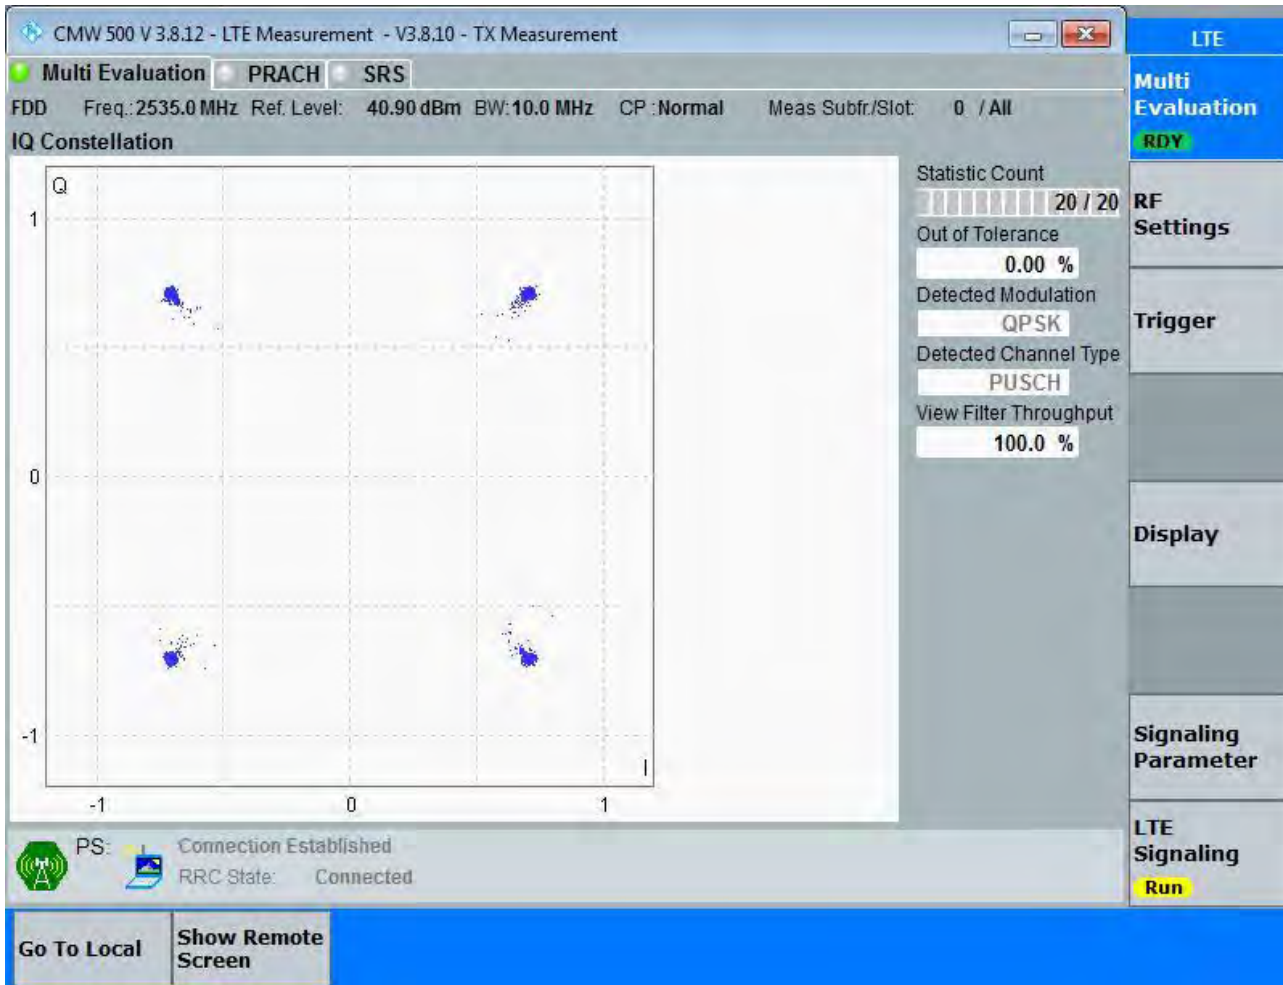 CMW 500 V 3.8.12 - LTE Measurement - V3.8.10 - TX Measurement
LTE
Multi Evaluation PRACH SRS
FDD Freq.: 2535.0 MHz Ref. Level: 40.90 dBm BW: 10.0 MHz CP : Normal Meas Subfr./Slot: 0 / All
IQ Constellation
Q
1
0
-1
I
-1 0 1
Statistic Count
20 / 20
Out of Tolerance
0.00 %
Detected Modulation
QPSK
Detected Channel Type
PUSCH
View Filter Throughput
100.0 %
Multi
Evaluation
RDY
RF
Settings
Trigger
Display
Signaling
Parameter
LTE
Signaling
Run
PS: Connection Established
RRC State: Connected
Go To Local
Show Remote
Screen